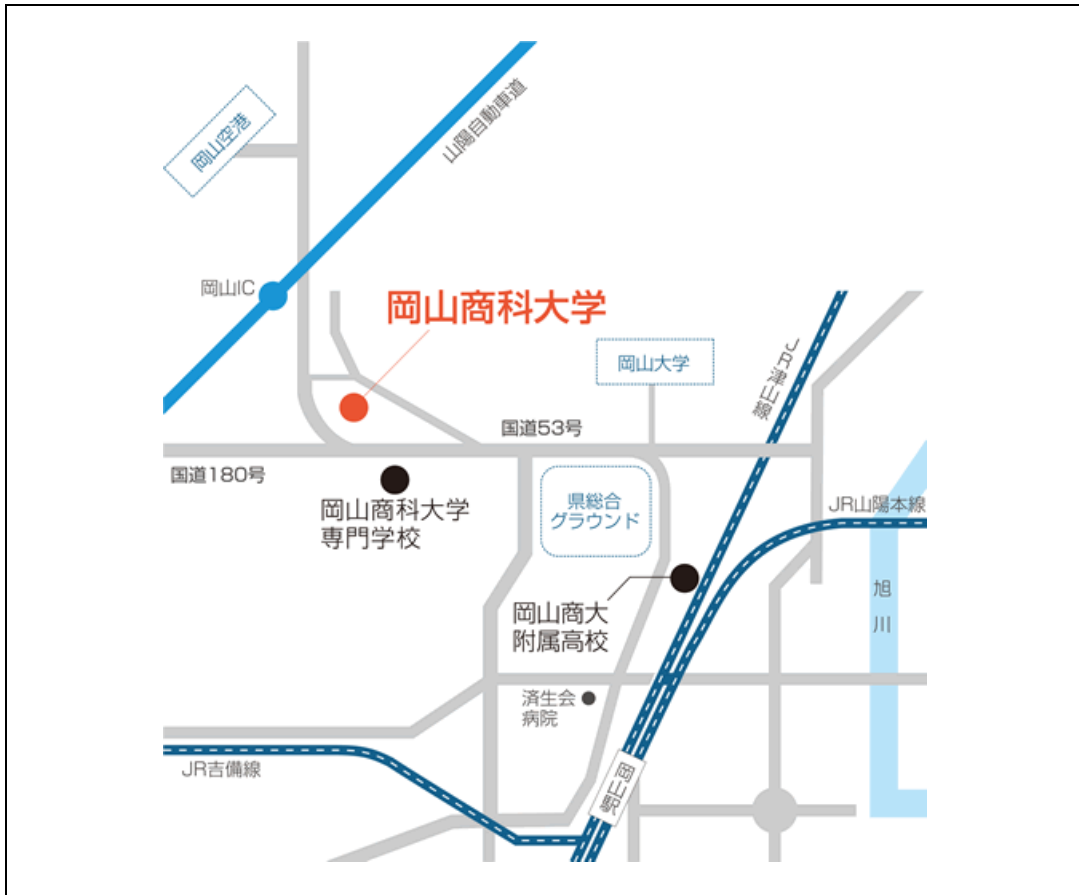 山陽自動車道
岡山空港
岡山IC
岡山商科大学
岡山大学
JR津山線
国道53号
国道180号
県総合
グラウンド
岡山商科大学
専門学校
JR山陽本線
旭川
岡山商大
附属高校
済生会
病院
JR吉備線
岡山駅